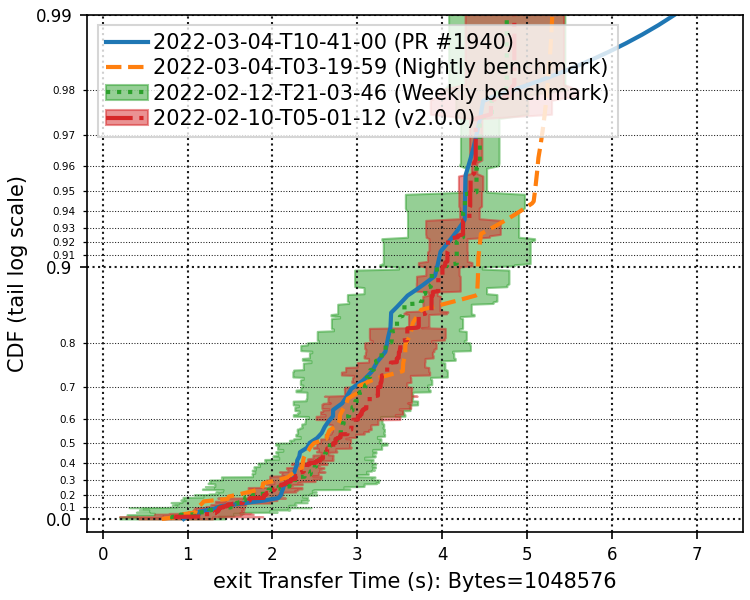 0.99
2022-03-04-T10-41-00 (PR #1940)
2022-03-04-T03-19-59 (Nightly benchmark)
2022-02-12-T21-03-46 (Weekly benchmark)
2022-02-10-T05-01-12 (v2.0.0)
0.98
0.97
0.96
0.95
0.94
0.93
0.92
0.91
0.9
0.8
0.7
0.6
0.5
0.4
0.3
0.2
0.1
0.0
CDF (tail log scale)
0 1 2 3 4 5 6 7
exit Transfer Time (s): Bytes=1048576